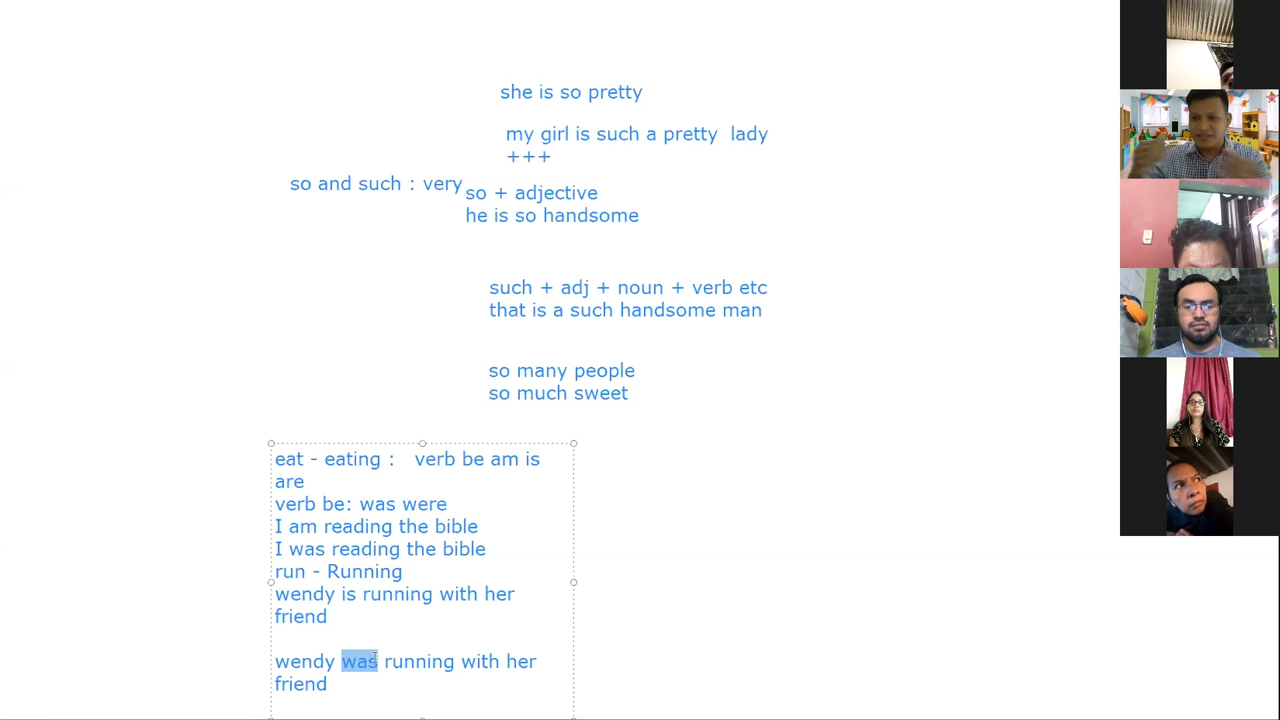 she is so pretty
my girl is such a pretty  lady
+++
so and such : very
so + adjective
he is so handsome
such + adj + noun + verb etc
that is a such handsome man
so many people
so much sweet
eat - eating :   verb be am is
are
verb be: was were
I am reading the bible
I was reading the bible
run - Running
wendy is running with her
friend
wendy was running with her
friend